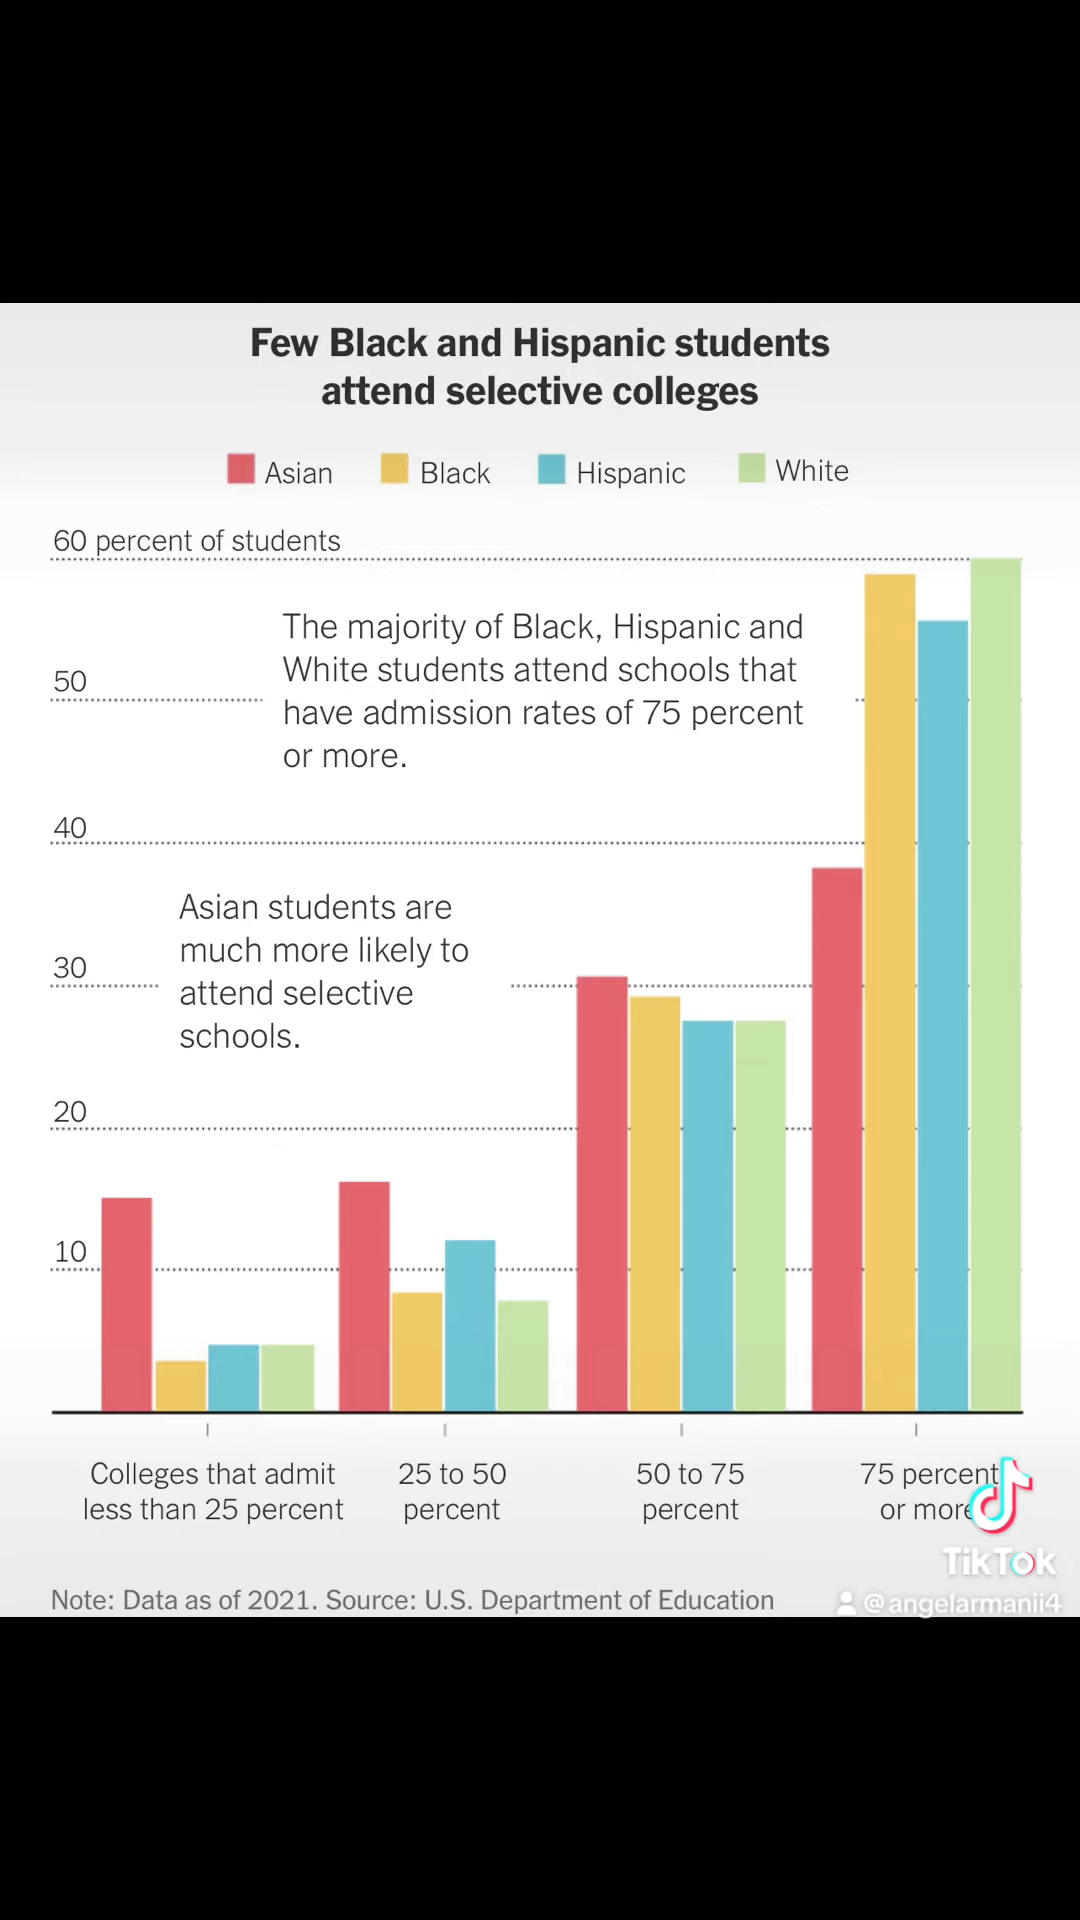 Few Black and Hispanic students
attend selective colleges
Asian Black Hispanic White
60 percent of students
The majority of Black, Hispanic and
White students attend schools that
have admission rates of 75 percent
or more.
50
40
Asian students are
much more likely to
attend selective
schools.
30
20
10
Colleges that admit
less than 25 percent
25 to 50
percent
50 to 75
percent
75 percent
or more
TikTok
@angelarmanii4
Note: Data as of 2021. Source: U.S. Department of Education